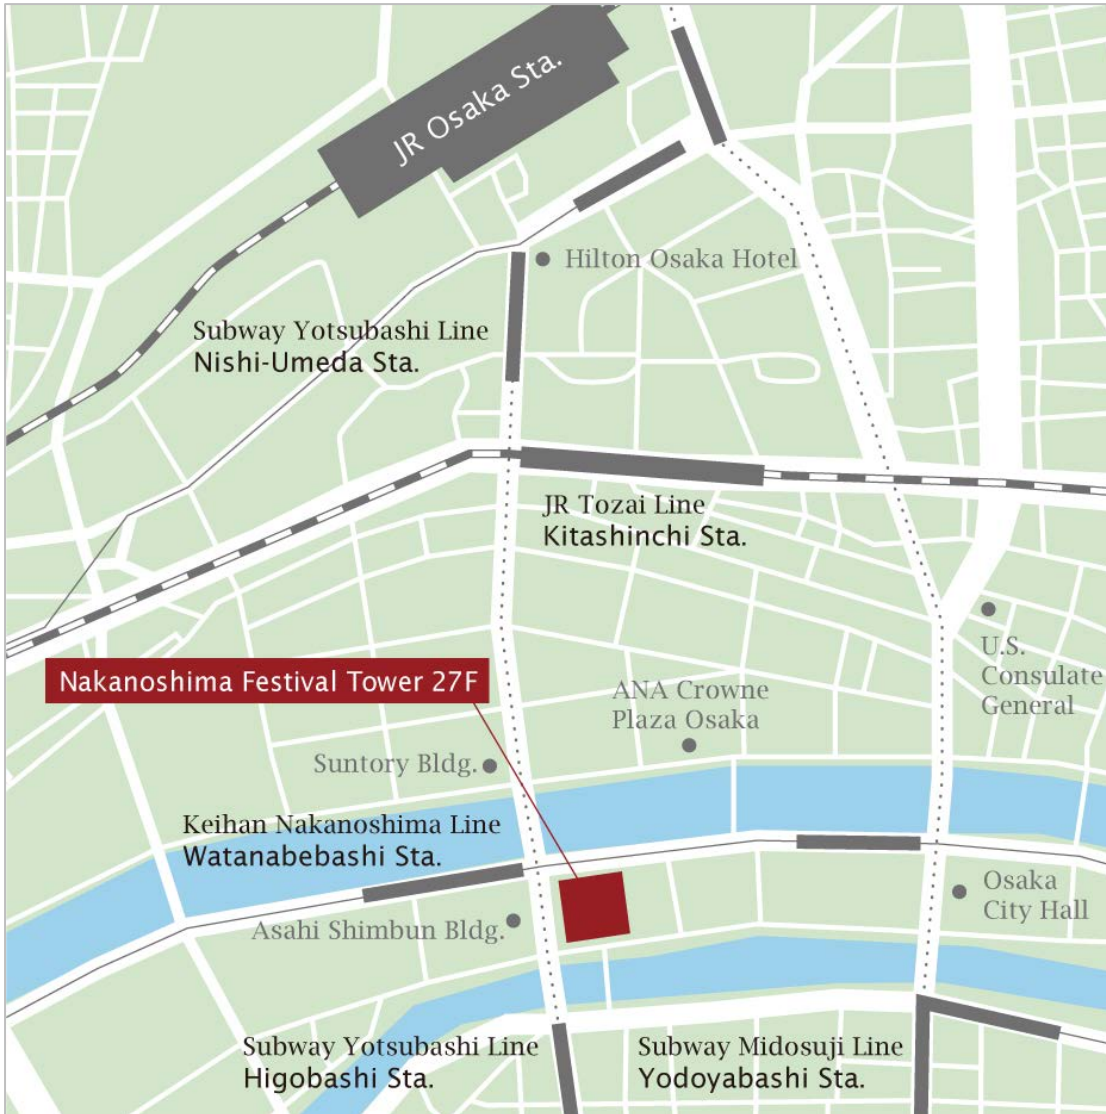 JR Osaka Sta.
Hilton Osaka Hotel
Subway Yotsubashi Line
Nishi-Umeda Sta.
JR Tozai Line
Kitashinchi Sta.
U.S.
Consulate
General
Nakanoshima Festival Tower 27F
ANA Crowne
Plaza Osaka
Suntory Bldg.
Keihan Nakanoshima Line
Watanabebashi Sta.
Osaka
City Hall
Asahi Shimbun Bldg.
Subway Yotsubashi Line
Higobashi Sta.
Subway Midosuji Line
Yodoyabashi Sta.